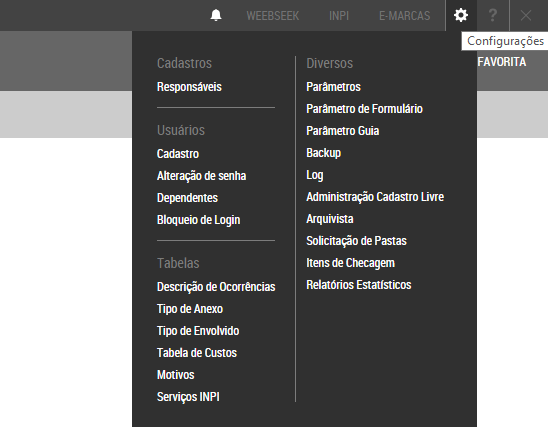 WEEBSEEK INPI E-MARCAS ?
Configurações
FAVORITA
Cadastros
Responsáveis
Usuários
Cadastro
Alteração de senha
Dependentes
Bloqueio de Login
Tabelas
Descrição de Ocorrências
Tipo de Anexo
Tipo de Envolvido
Tabela de Custos
Motivos
Serviços INPI
Diversos
Parâmetros
Parâmetro de Formulário
Parâmetro Guia
Backup
Log
Administração Cadastro Livre
Arquivista
Solicitação de Pastas
Itens de Checagem
Relatórios Estatísticos